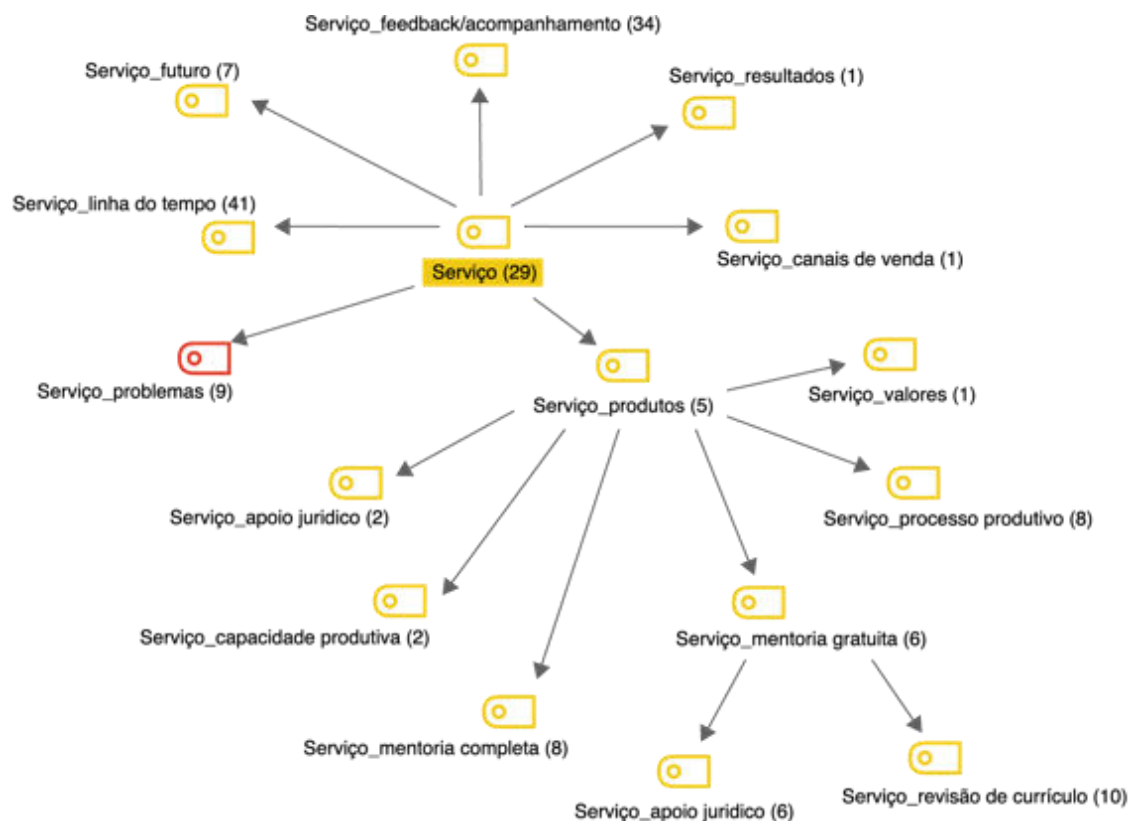 Serviço_feedback/acompanhamento (34)
Serviço_futuro (7)
Serviço_resultados (1)
Serviço_linha do tempo (41)
Serviço_canais de venda (1)
Serviço (29)
Serviço_problemas (9)
Serviço_produtos (5)
Serviço_valores (1)
Serviço_apoio juridico (2)
Serviço_processo produtivo (8)
Serviço_capacidade produtiva (2)
Serviço_mentoria gratuita (6)
Serviço_mentoria completa (8)
Serviço_apoio juridico (6)
Serviço_revisão de currículo (10)